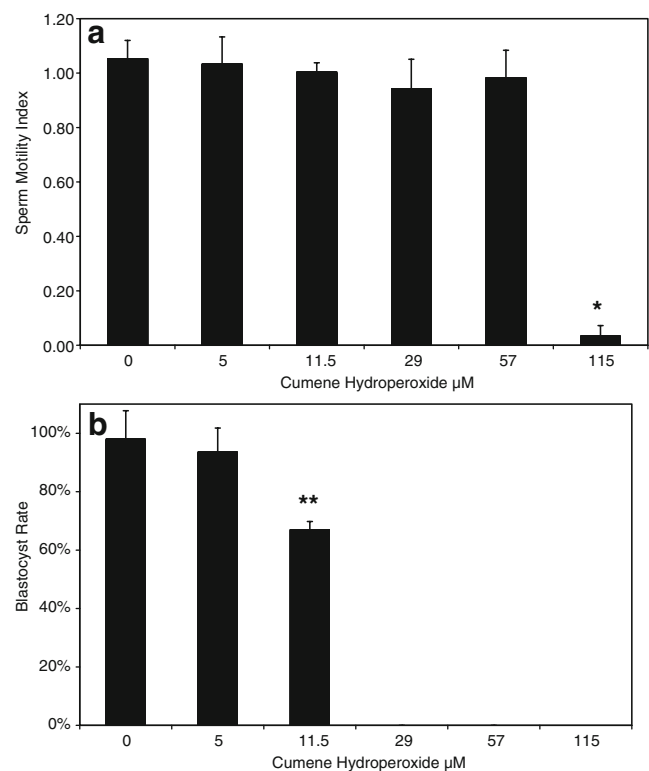 a
1.20
1.00
0.80
0.60
0.40
0.20
0.00
Sperm Motility Index
*
0 5 11.5 29 57 115
Cumene Hydroperoxide µM
b
100%
80%
60%
40%
20%
0%
Blastocyst Rate
**
0 5 11.5 29 57 115
Cumene Hydroperoxide µM